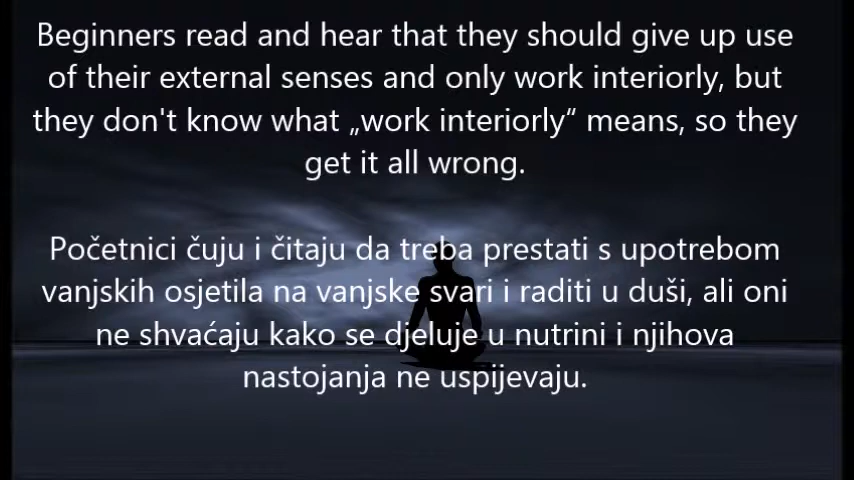 Beginners read and hear that they should give up use
of their external senses and only work interiorly, but
they don't know what „work interiorly“ means, so they
get it all wrong.
Početnici čuju i čitaju da treba prestati s upotrebom
vanjskih osjetila na vanjske svari i raditi u duši, ali oni
ne shvaćaju kako se djeluje u nutrini i njihova
nastojanja ne uspijevaju.